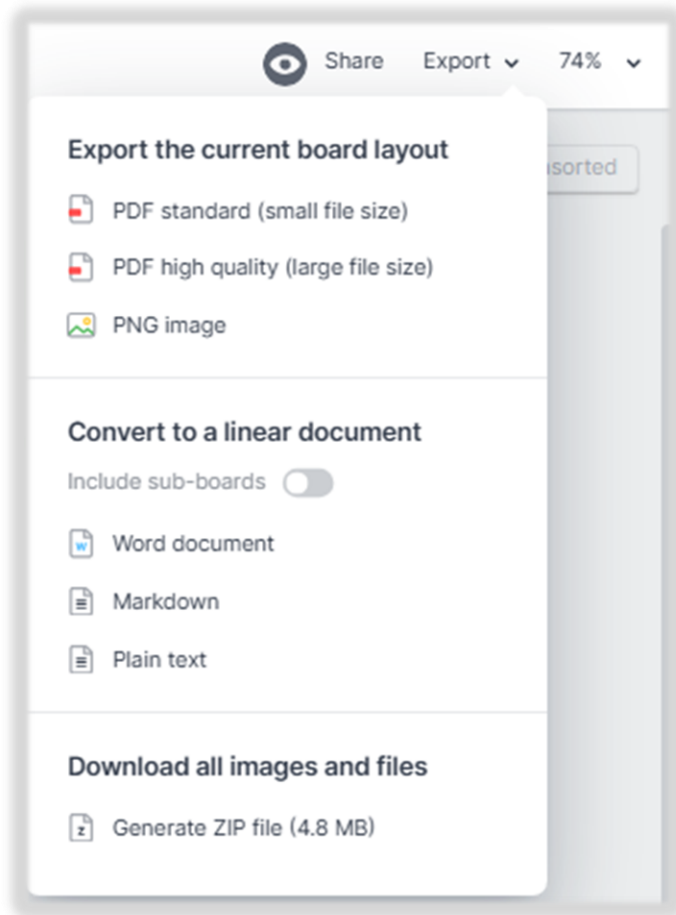 Share Export 74%
Export the current board layout
PDF standard (small file size)
PDF high quality (large file size)
PNG image
Convert to a linear document
Include sub-boards
Word document
Markdown
Plain text
Download all images and files
Generate ZIP file (4.8 MB)